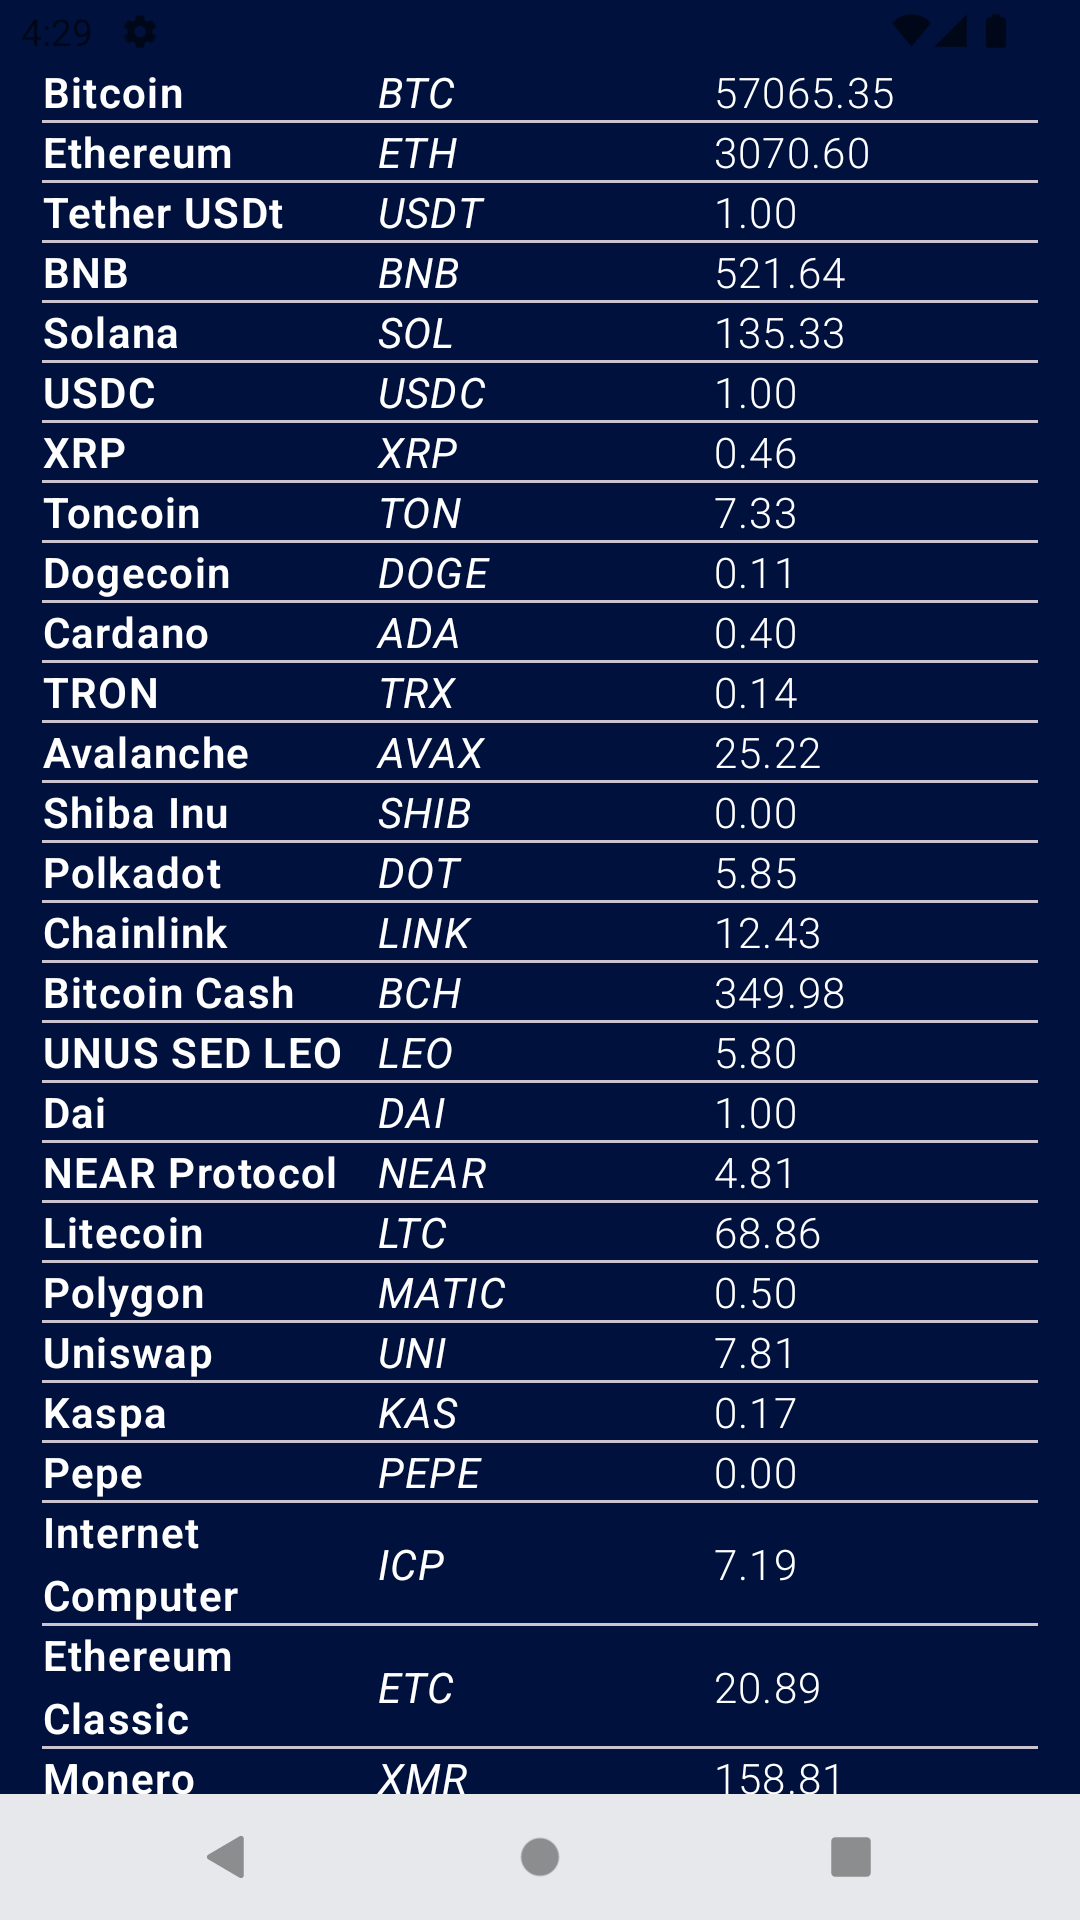 4:29
Bitcoin BTC 57065.35
Ethereum ETH 3070.60
Tether USDt USDT 1.00
BNB BNB 521.64
Solana SOL 135.33
USDC USDC 1.00
XRP XRP 0.46
Toncoin TON 7.33
Dogecoin DOGE 0.11
Cardano ADA 0.40
TRON TRX 0.14
Avalanche AVAX 25.22
Shiba Inu SHIB 0.00
Polkadot DOT 5.85
Chainlink LINK 12.43
Bitcoin Cash BCH 349.98
UNUS SED LEO LEO 5.80
Dai DAI 1.00
NEAR Protocol NEAR 4.81
Litecoin LTC 68.86
Polygon MATIC 0.50
Uniswap UNI 7.81
Kaspa KAS 0.17
Pepe PEPE 0.00
Internet
Computer ICP 7.19
Ethereum
Classic ETC 20.89
Monero XMR 158.81